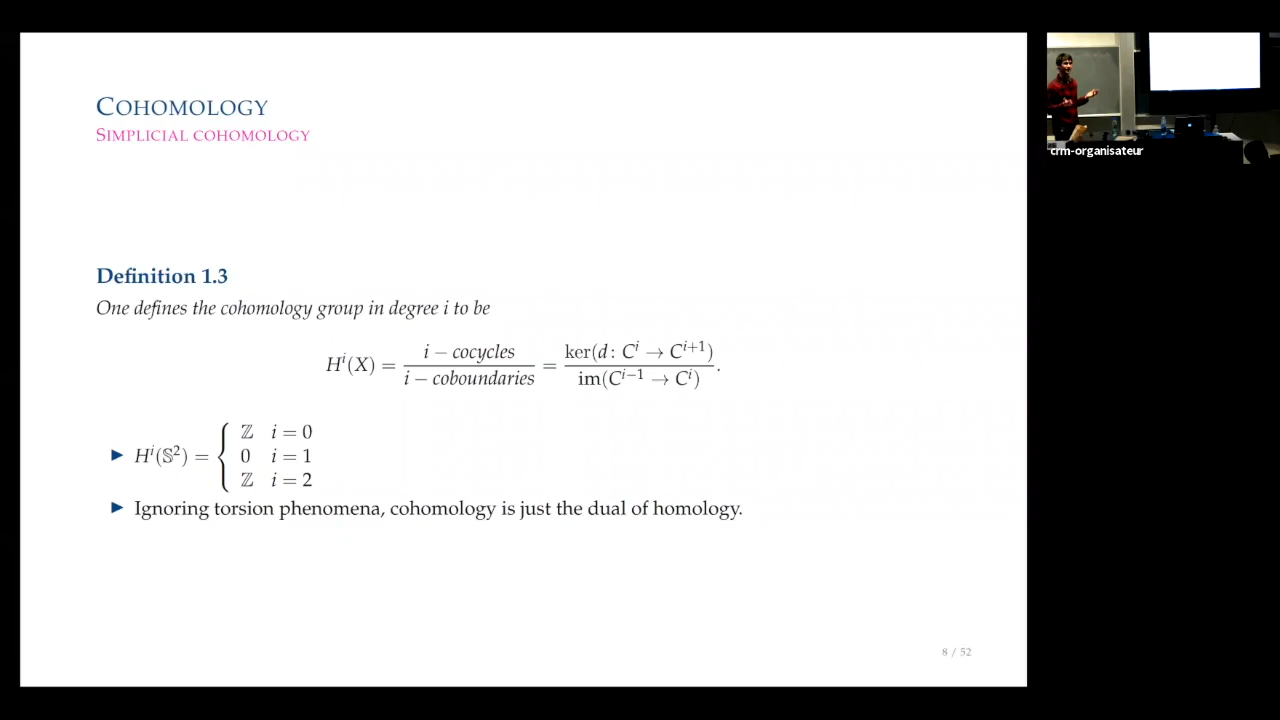 COHOMOLOGY
SIMPLICIAL COHOMOLOGY
crm-organisateur
Definition 1.3
One defines the cohomology group in degree i to be
H^i(X) = \frac{i − cocycles}{i − coboundaries} = \frac{ker(d: C^i → C^{i+1})}{im(C^{i−1} → C^i)}.
► H^i(𝕊^2) = { ℤ i = 0
0 i = 1
ℤ i = 2
► Ignoring torsion phenomena, cohomology is just the dual of homology.
8 / 52